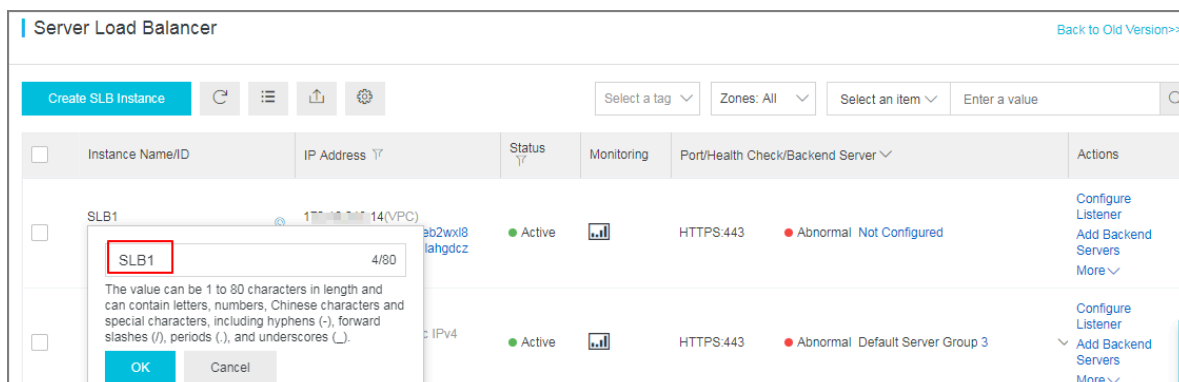 Server Load Balancer
Back to Old Version>>
Create SLB Instance
Select a tag
Zones: All
Select an item
Enter a value
Instance Name/ID
IP Address
Status
Monitoring
Port/Health Check/Backend Server
Actions
SLB1
14(VPC)
eb2wxl8
lahgdcz
Active
HTTPS:443
Abnormal Not Configured
Configure
Listener
Add Backend
Servers
More
SLB1
4/80
The value can be 1 to 80 characters in length and
can contain letters, numbers, Chinese characters and
special characters, including hyphens (-), forward
slashes (/), periods (.), and underscores (_).
OK
Cancel
IPv4
Active
HTTPS:443
Abnormal Default Server Group 3
Configure
Listener
Add Backend
Servers
More